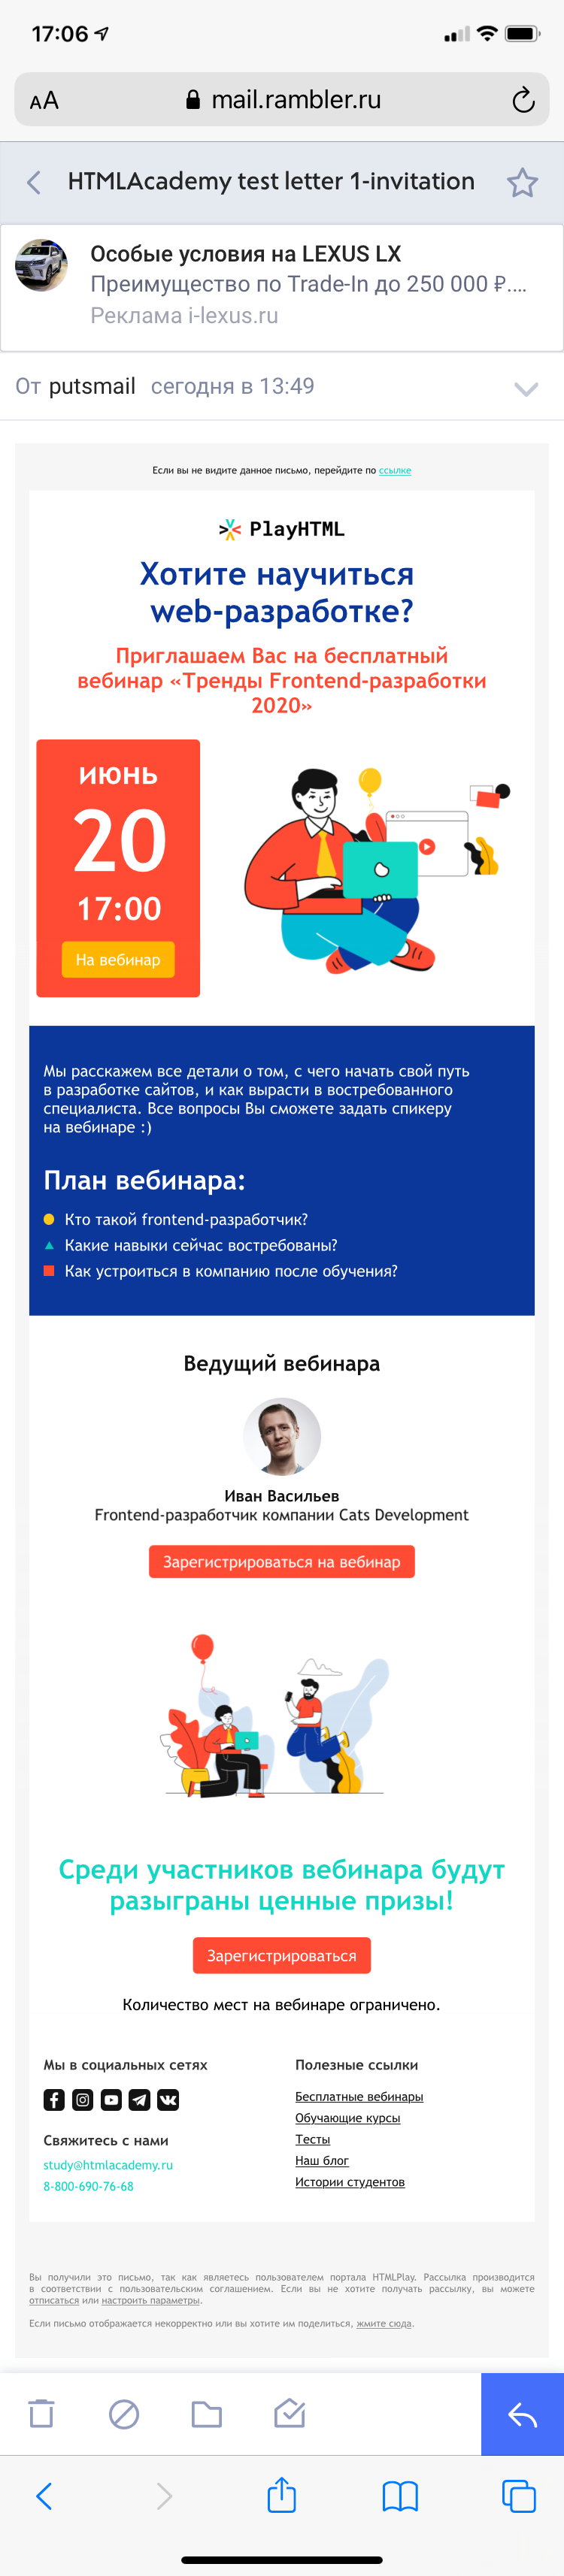 17:06
AA mail.rambler.ru
HTMLAcademy test letter 1-invitation
Особые условия на LEXUS LX
Преимущество по Trade-In до 250 000 ₽....
Реклама i-lexus.ru
От putsmail сегодня в 13:49
Если вы не видите данное письмо, перейдите по ссылке
PlayHTML
Хотите научиться
web-разработке?
Приглашаем Вас на бесплатный
вебинар «Тренды Frontend-разработки
2020»
июнь
20
17:00
На вебинар
Мы расскажем все детали о том, с чего начать свой путь
в разработке сайтов, и как вырасти в востребованного
специалиста. Все вопросы Вы сможете задать спикеру
на вебинаре :)
План вебинара:
Кто такой frontend-разработчик?
Какие навыки сейчас востребованы?
Как устроиться в компанию после обучения?
Ведущий вебинара
Иван Васильев
Frontend-разработчик компании Cats Development
Зарегистрироваться на вебинар
Среди участников вебинара будут
разыграны ценные призы!
Зарегистрироваться
Количество мест на вебинаре ограничено.
Мы в социальных сетях
Свяжитесь с нами
study@htmlacademy.ru
8-800-690-76-68
Полезные ссылки
Бесплатные вебинары
Обучающие курсы
Тесты
Наш блог
Истории студентов
Вы получили это письмо, так как являетесь пользователем портала HTMLPlay. Рассылка производится
в соответствии с пользовательским соглашением. Если вы не хотите получать рассылку, вы можете
отписаться или настроить параметры.
Если письмо отображается некорректно или вы хотите им поделиться, жмите сюда.